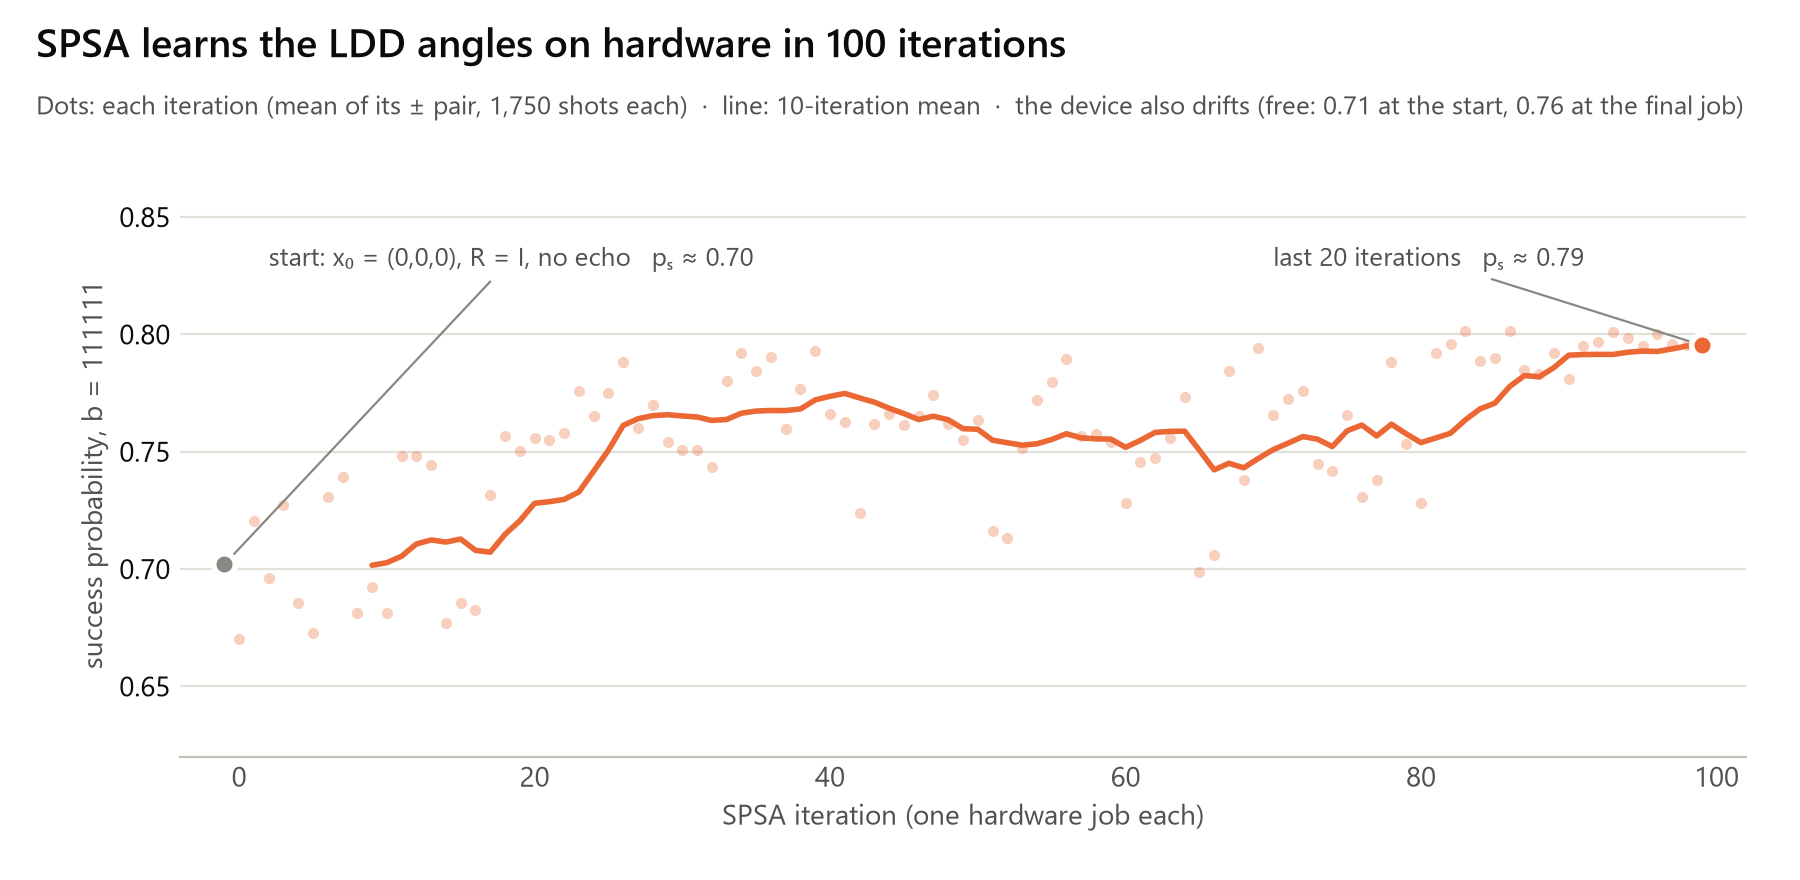 SPSA learns the LDD angles on hardware in 100 iterations
Dots: each iteration (mean of its ± pair, 1,750 shots each) · line: 10-iteration mean · the device also drifts (free: 0.71 at the start, 0.76 at the final job)
0.85
start: x₀ = (0,0,0), R = I, no echo pₛ ≈ 0.70
last 20 iterations pₛ ≈ 0.79
success probability, b = 111111
0.80
0.75
0.70
0.65
0 20 40 60 80 100
SPSA iteration (one hardware job each)